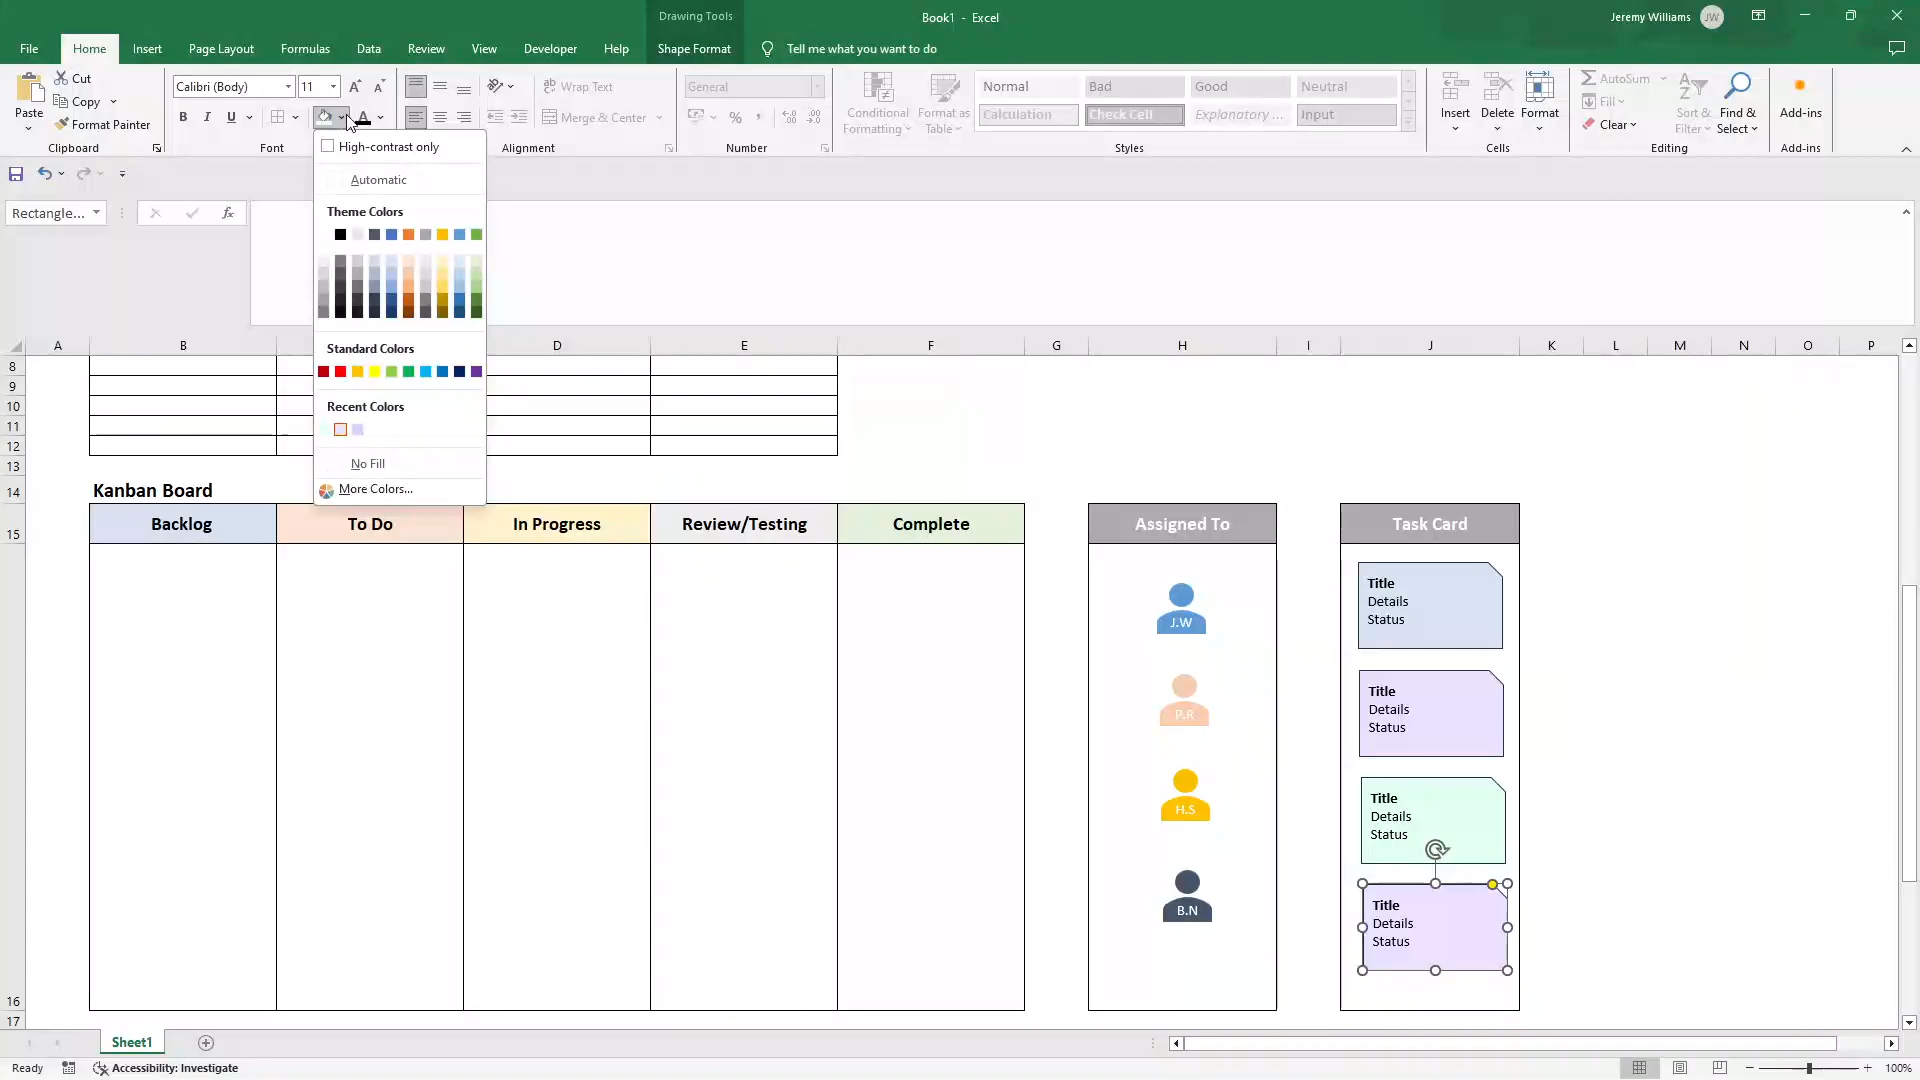 Drawing Tools
Book1 - Excel
Jeremy Williams
JW
File
Home
Insert
Page Layout
Formulas
Data
Review
View
Developer
Help
Shape Format
Tell me what you want to do
Paste
Cut
Copy
Format Painter
Clipboard
Calibri (Body)
11
B I U
A
Font
Wrap Text
Merge & Center
Alignment
General
%
Number
Conditional
Formatting
Format as
Table
Normal
Bad
Good
Neutral
Calculation
Check Cell
Explanatory ...
Input
Styles
Insert
Delete
Format
Cells
AutoSum
Fill
Clear
Sort &
Filter
Find &
Select
Editing
Add-ins
Add-ins
Rectangle...
fx
High-contrast only
Automatic
Theme Colors
Standard Colors
Recent Colors
No Fill
More Colors...
A B D E F G H I J K L M N O P
8
9
10
11
12
13
14
15
16
17
Kanban Board
Backlog
To Do
In Progress
Review/Testing
Complete
Assigned To
J.W
P.R
H.S
B.N
Task Card
Title
Details
Status
Title
Details
Status
Title
Details
Status
Title
Details
Status
Sheet1
Ready
Accessibility: Investigate
100%